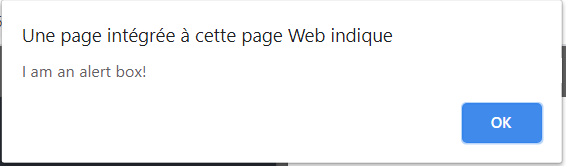 Une page intégrée à cette page Web indique
I am an alert box!
OK